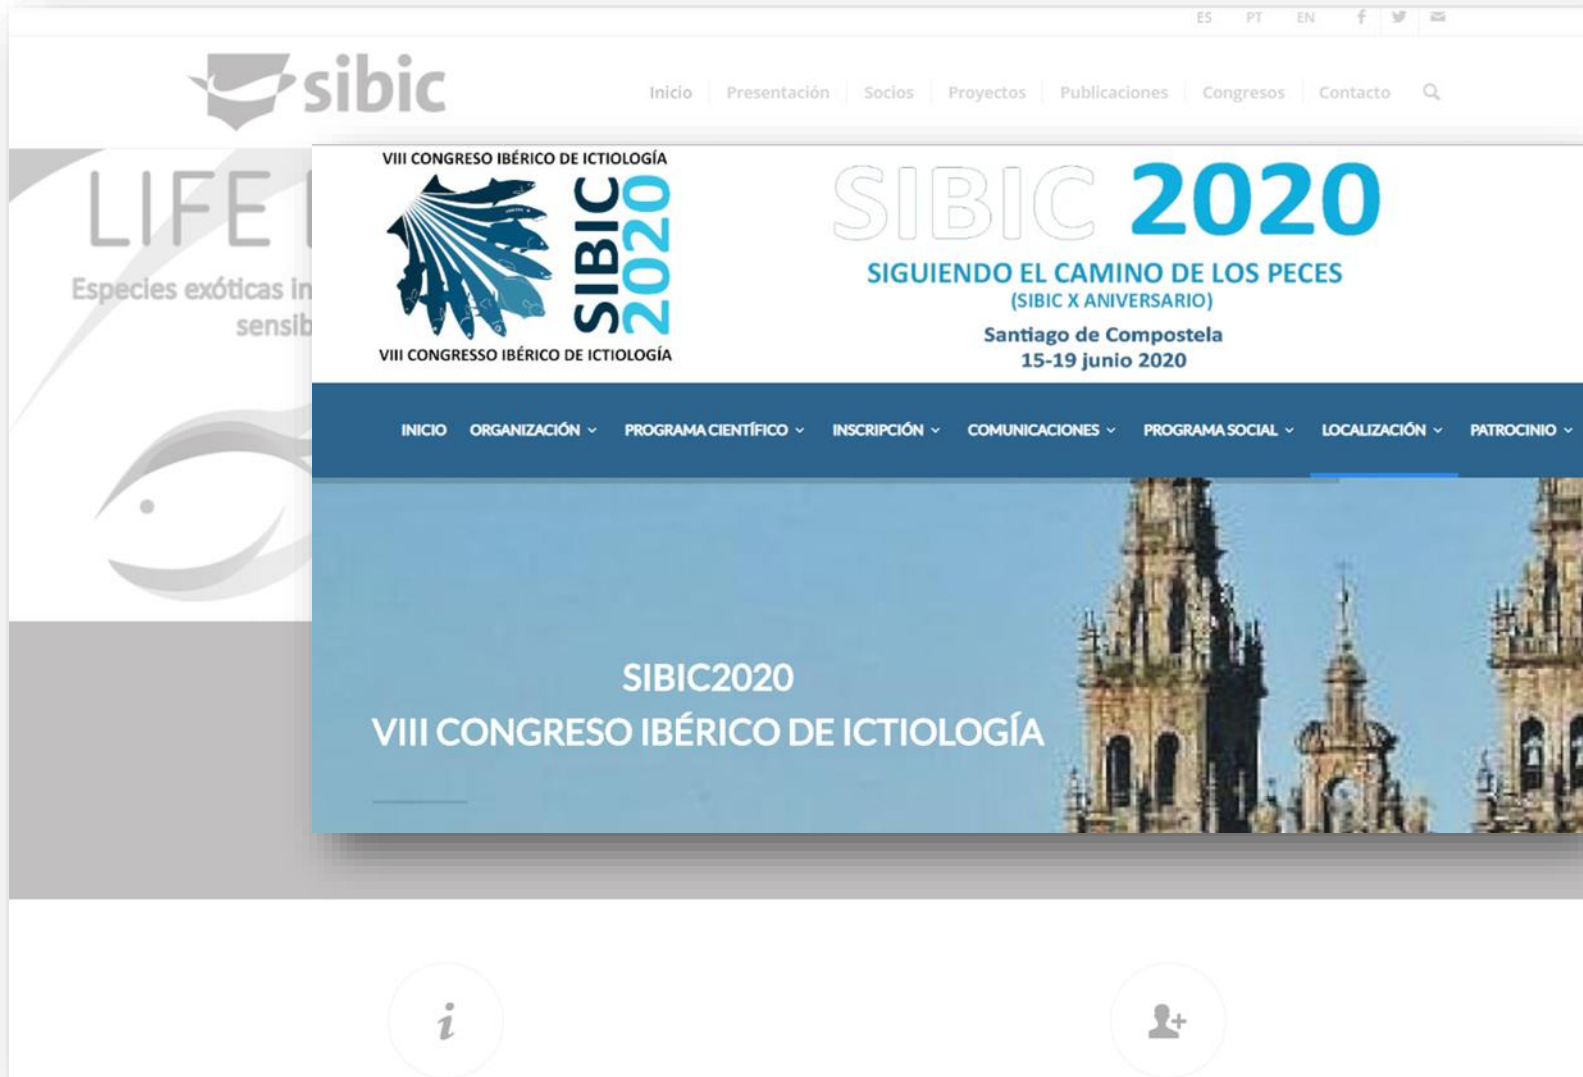 ES PT EN
sibic
Inicio Presentación Socios Proyectos Publicaciones Congresos Contacto
LIFE
Especies exóticas
VIII CONGRESO IBÉRICO DE ICTIOLOGÍA
SIBIC
2020
VIII CONGRESSO IBÉRICO DE ICTIOLOGÍA
SIBIC 2020
SIGUIENDO EL CAMINO DE LOS PECES
(SIBIC X ANIVERSARIO)
Santiago de Compostela
15-19 junio 2020
INICIO ORGANIZACIÓN PROGRAMA CIENTÍFICO INSCRIPCIÓN COMUNICACIONES PROGRAMA SOCIAL LOCALIZACIÓN PATROCINIO
SIBIC2020
VIII CONGRESO IBÉRICO DE ICTIOLOGÍA